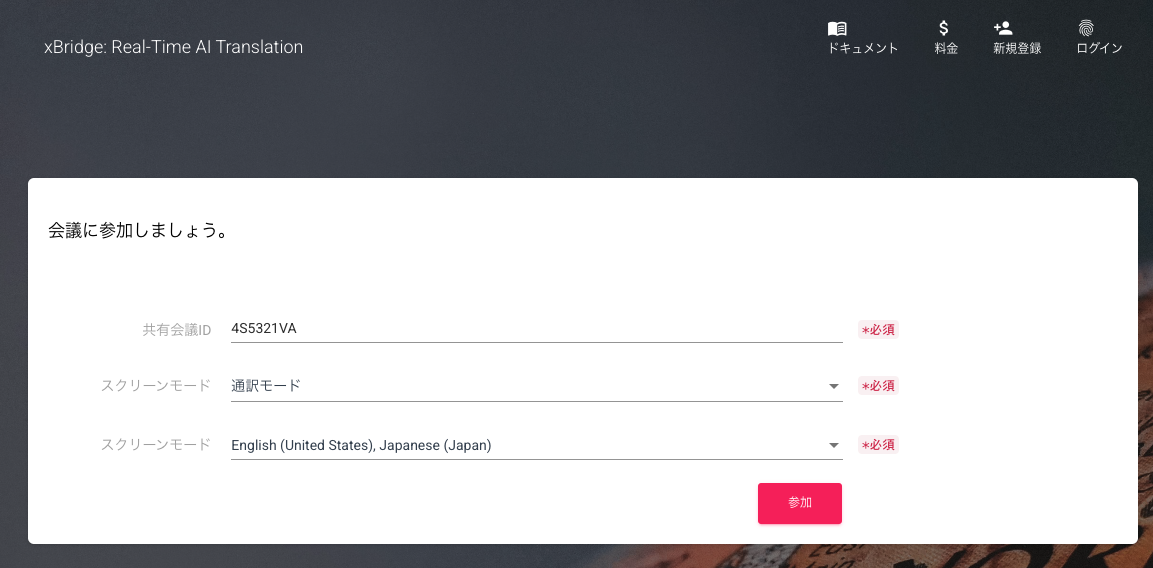 xBridge: Real-Time AI Translation
ドキュメント
料金
新規登録
ログイン
会議に参加しましょう。
共有会議ID 4S5321VA *必須
スクリーンモード 通訳モード *必須
スクリーンモード English (United States), Japanese (Japan) *必須
参加